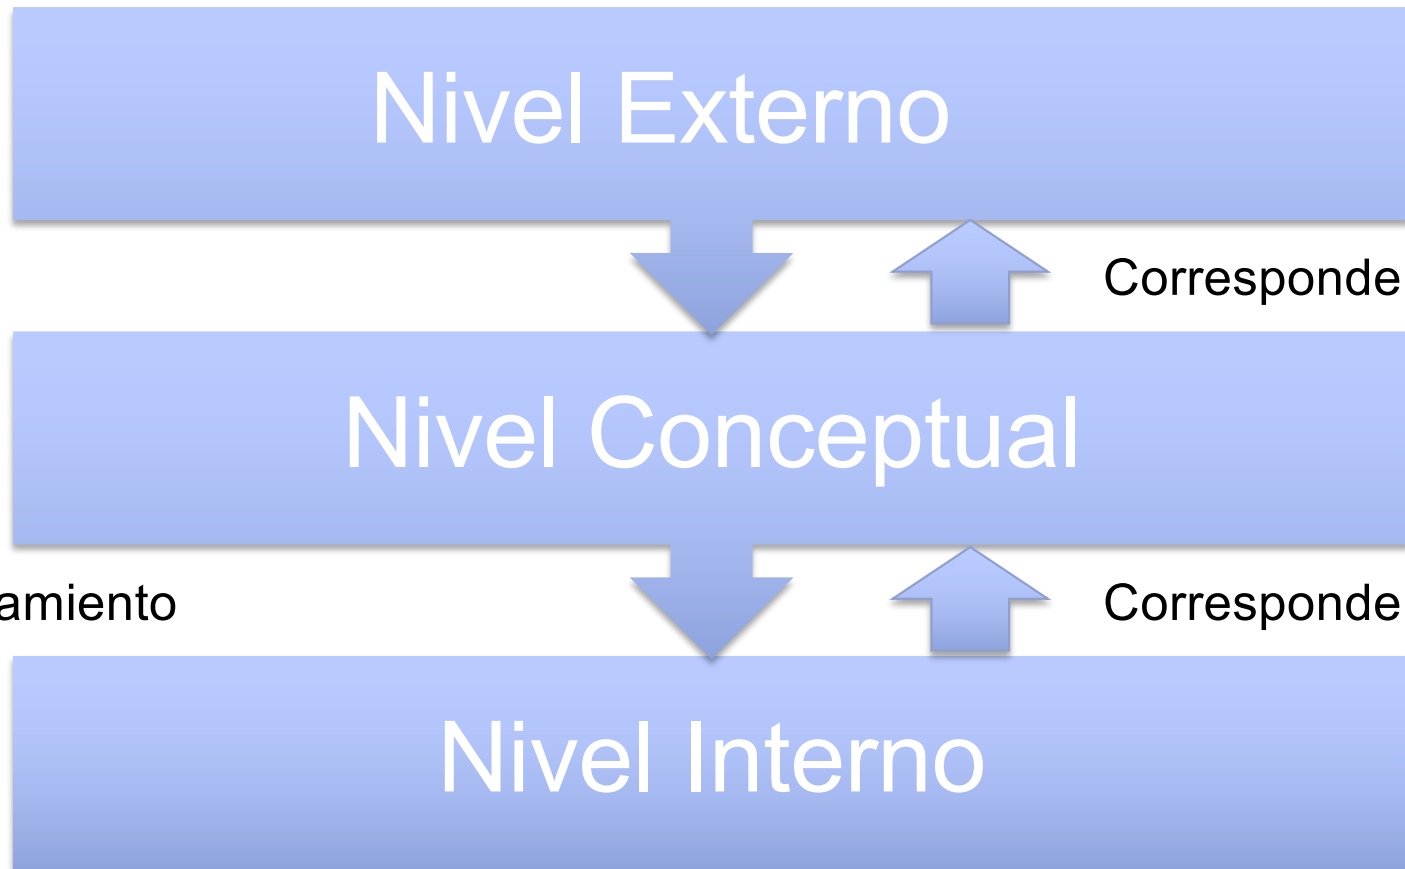 Nivel Externo
Corresponde
Nivel Conceptual
amiento
Corresponde
Nivel Interno